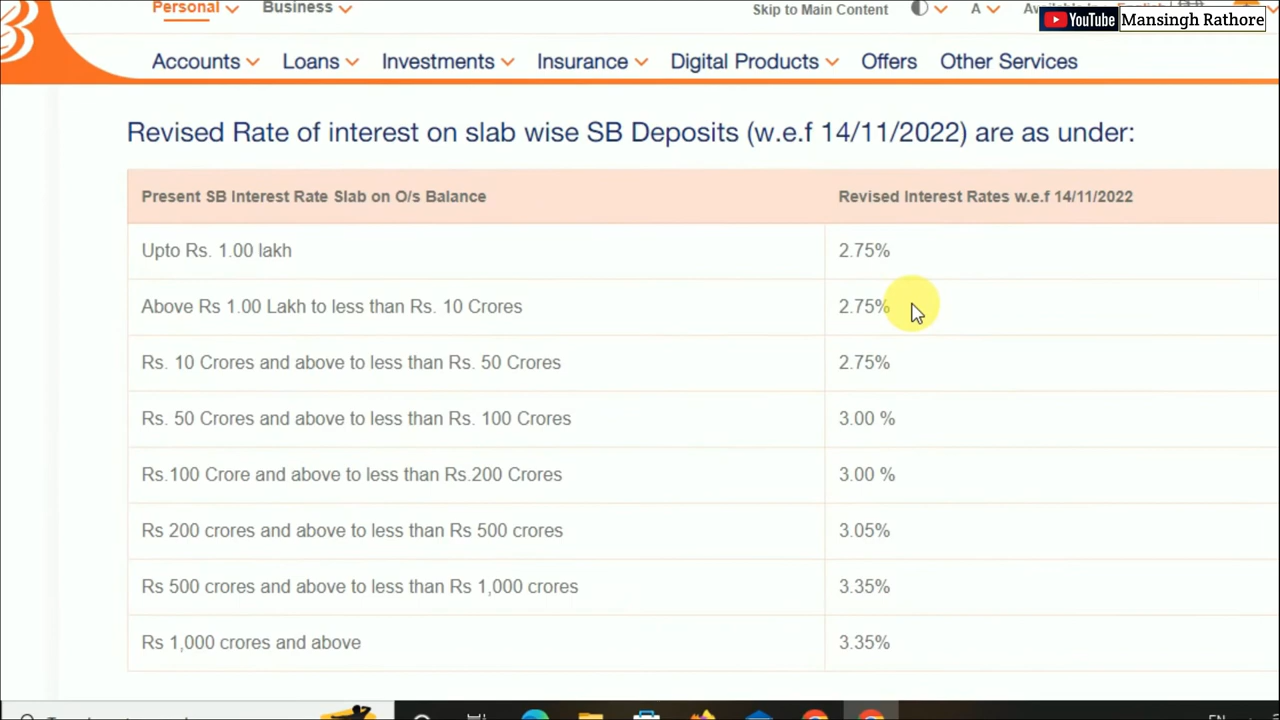 Personal Business Skip to Main Content A
YouTube Mansingh Rathore
Accounts Loans Investments Insurance Digital Products Offers Other Services
Revised Rate of interest on slab wise SB Deposits (w.e.f 14/11/2022) are as under:
Present SB Interest Rate Slab on O/s Balance Revised Interest Rates w.e.f 14/11/2022
Upto Rs. 1.00 lakh 2.75%
Above Rs 1.00 Lakh to less than Rs. 10 Crores 2.75%
Rs. 10 Crores and above to less than Rs. 50 Crores 2.75%
Rs. 50 Crores and above to less than Rs. 100 Crores 3.00 %
Rs.100 Crore and above to less than Rs.200 Crores 3.00 %
Rs 200 crores and above to less than Rs 500 crores 3.05%
Rs 500 crores and above to less than Rs 1,000 crores 3.35%
Rs 1,000 crores and above 3.35%